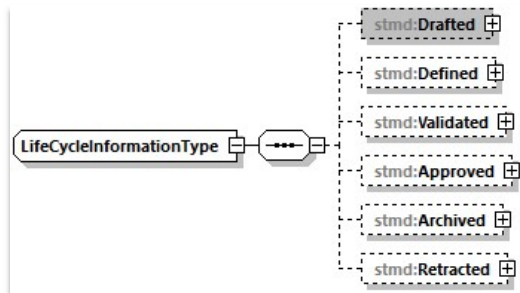 stmd:Drafted
stmd:Defined
stmd:Validated
LifeCycleInformationType
stmd:Approved
stmd:Archived
stmd:Retracted